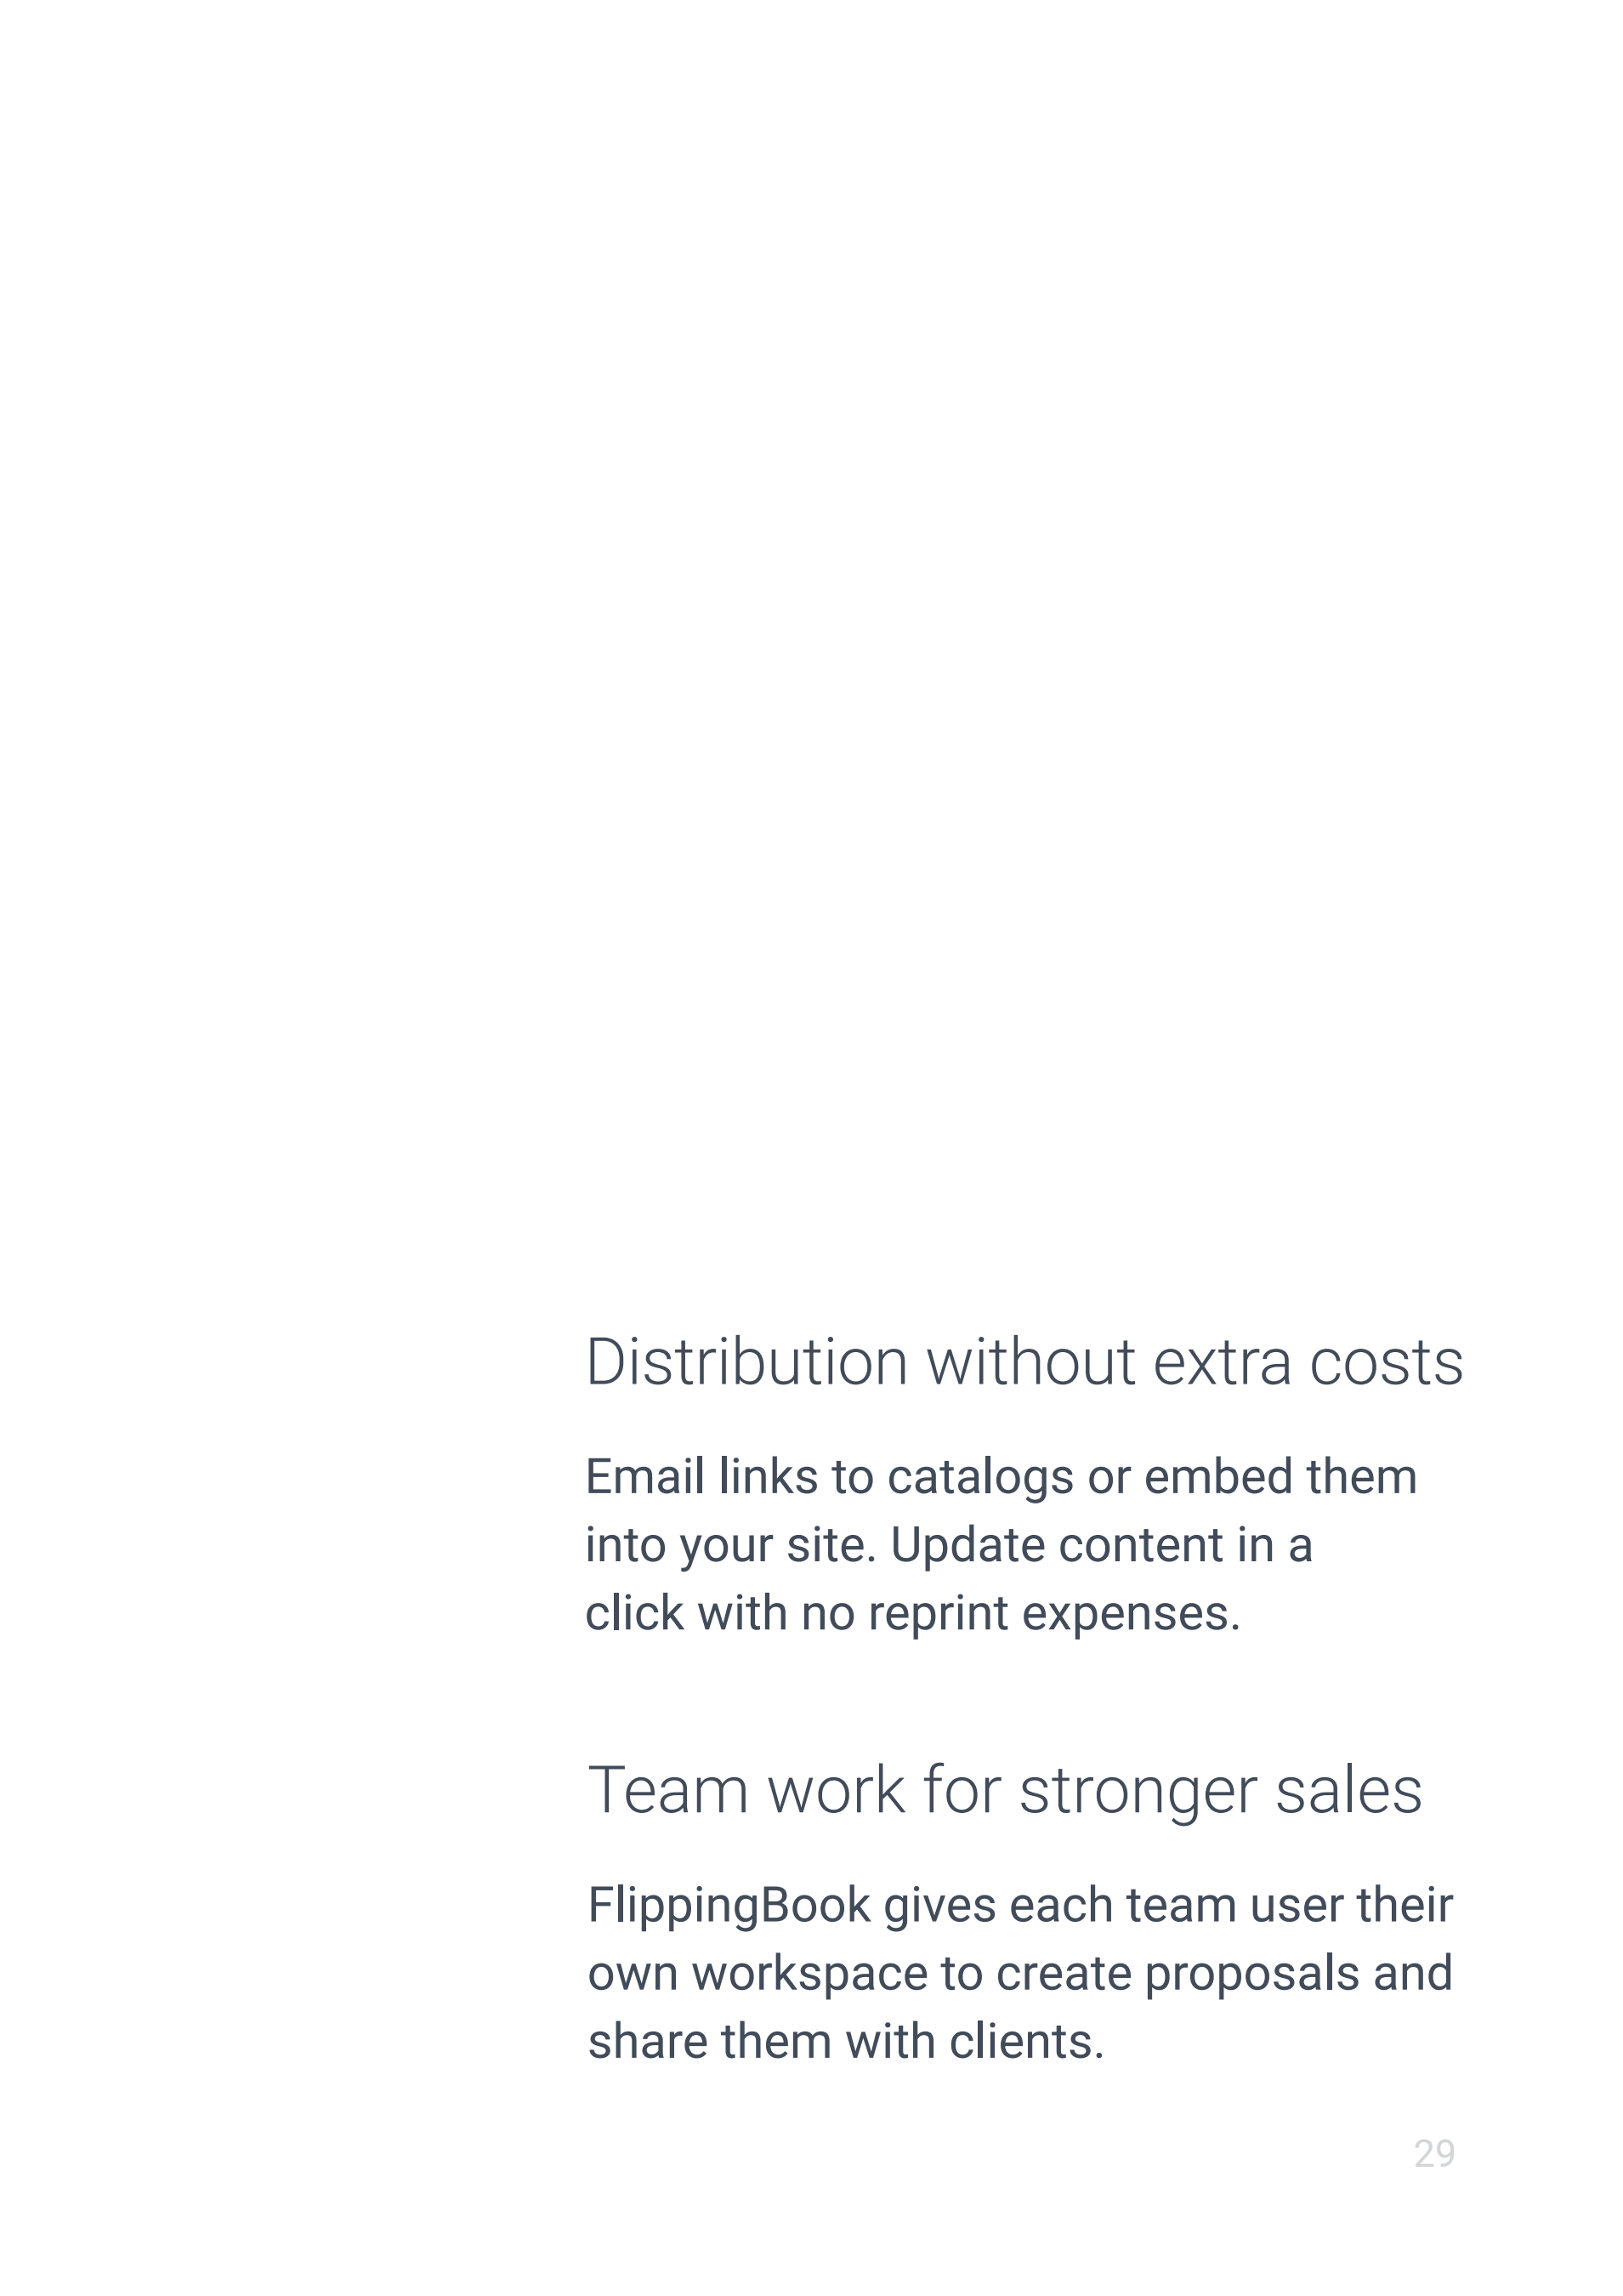 Distribution without extra costs
Email links to catalogs or embed them
into your site. Update content in a
click with no reprint expenses.
Team work for stronger sales
FlippingBook gives each team user their
own workspace to create proposals and
share them with clients.
29